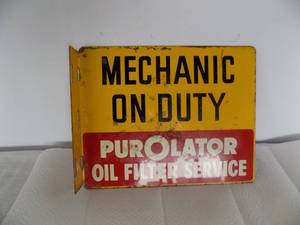 MECHANIC
ON DUTY
PUROLATOR
OIL FILTER SERVICE